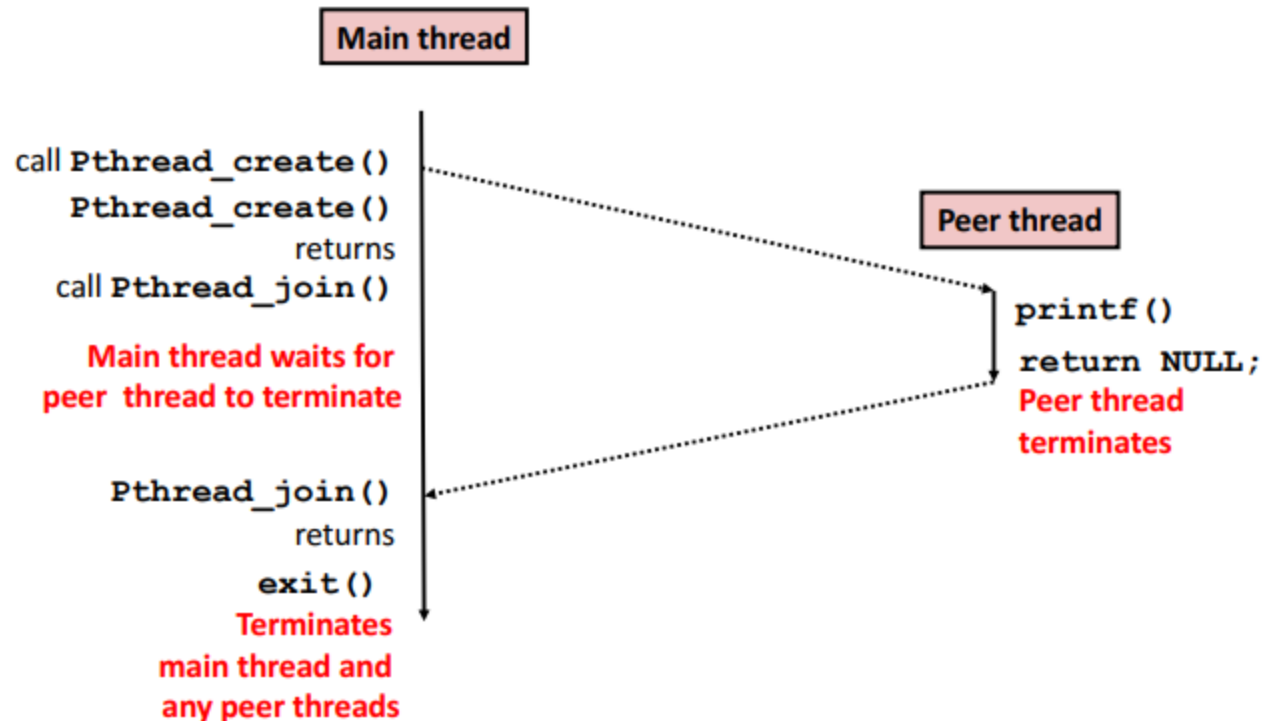 Main thread
call Pthread_create()
Pthread_create()
returns
call Pthread_join()
Main thread waits for
peer thread to terminate
Pthread_join()
returns
exit()
Terminates
main thread and
any peer threads
Peer thread
printf()
return NULL;
Peer thread
terminates